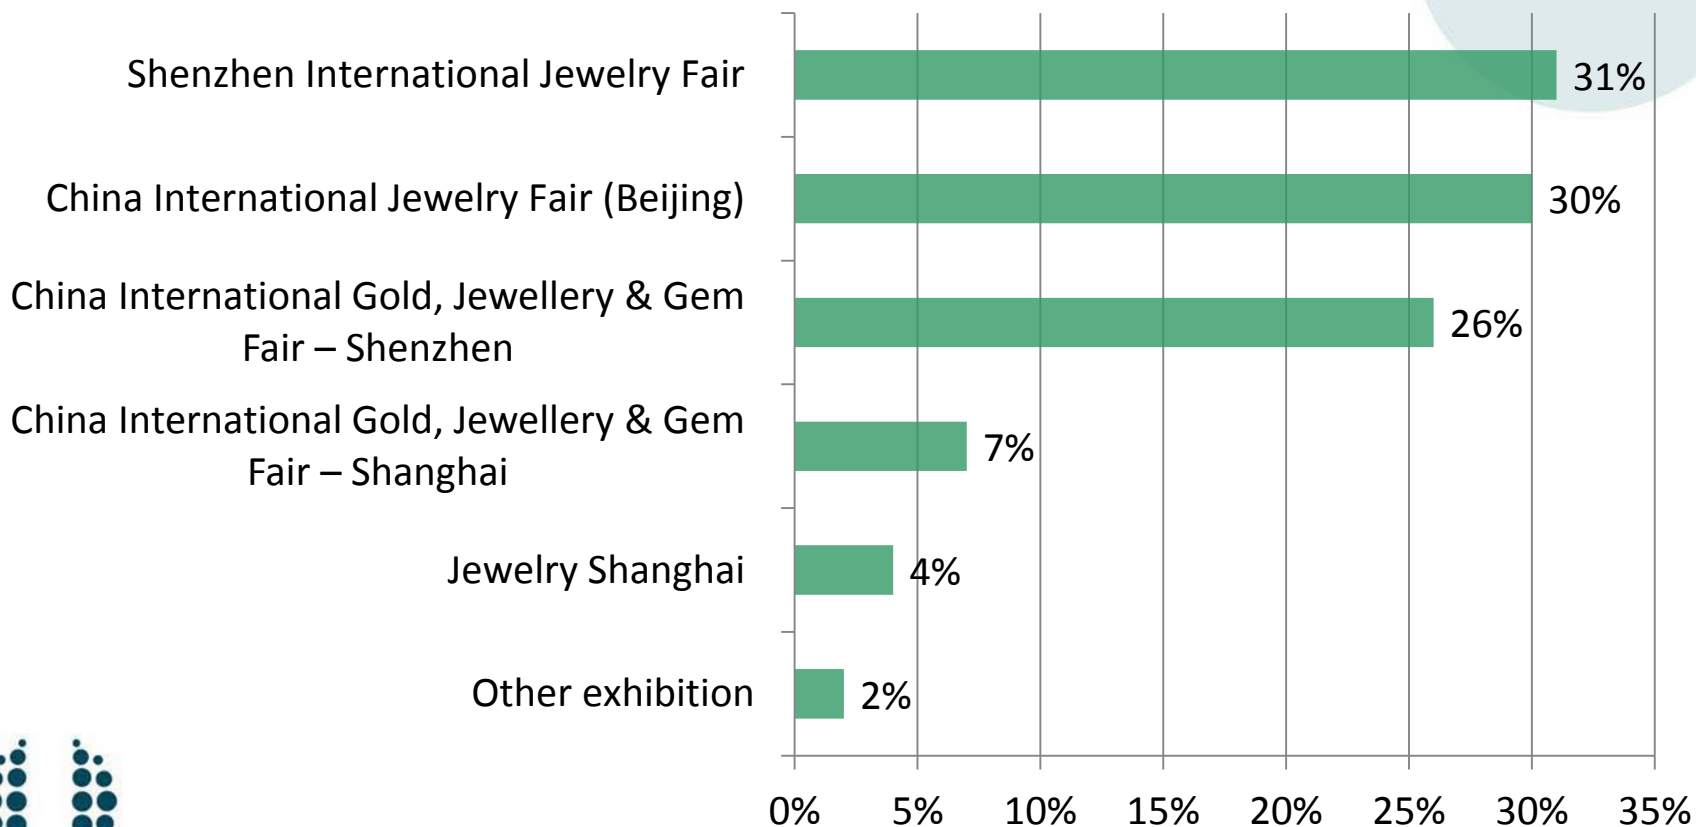 Shenzhen International Jewelry Fair
31%
China International Jewelry Fair (Beijing)
30%
China International Gold, Jewellery & Gem
Fair – Shenzhen
26%
China International Gold, Jewellery & Gem
Fair – Shanghai
7%
Jewelry Shanghai
4%
Other exhibition
2%
0% 5% 10% 15% 20% 25% 30% 35%